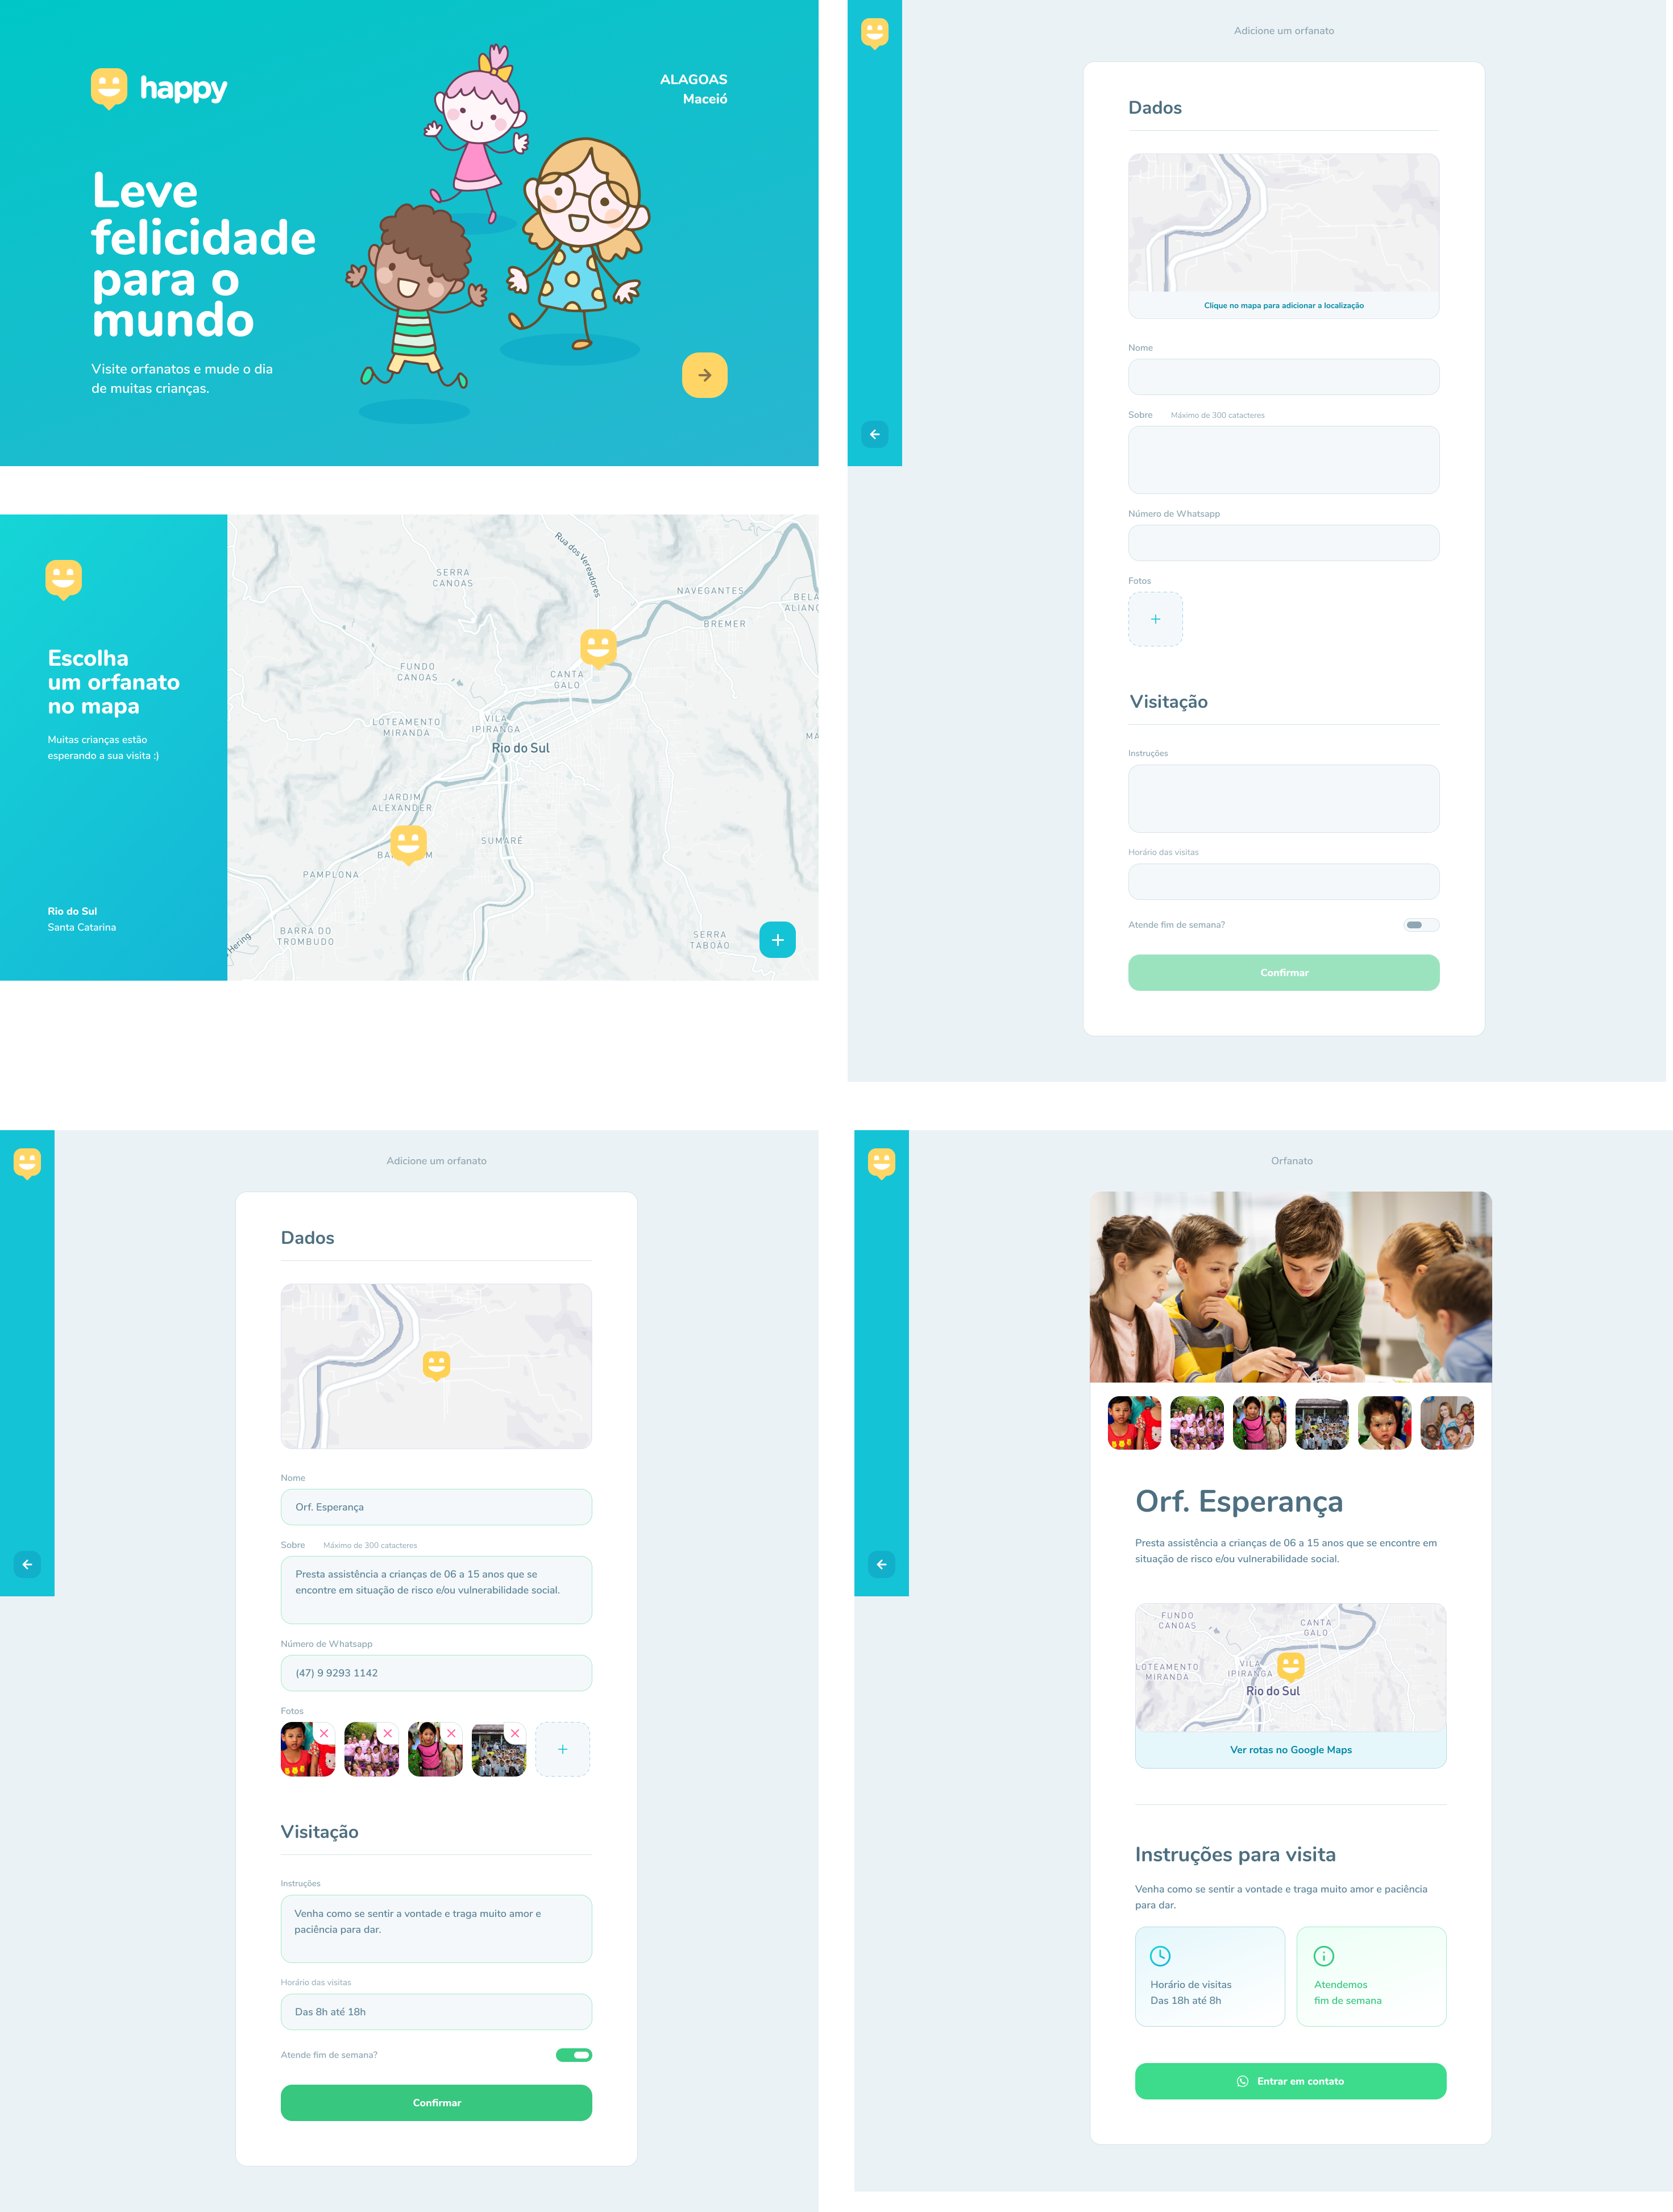 happy
ALAGOAS
Maceió
Leve
felicidade
para o
mundo
Visite orfanatos e mude o dia
de muitas crianças.
Escolha
um orfanato
no mapa
Muitas crianças estão
esperando a sua visita :)
Rio do Sul
Santa Catarina
Rua dos Vereadores
SERRA
CANOAS
NAVEGANTES
BELA
ALIANÇ
BREMER
FUNDO
CANOAS
CANTA
GALO
LOTEAMENTO
MIRANDA
VILA
IPIRANGA
MA
Rio do Sul
JARDIM
ALEXANDER
SUMARÉ
BA M
PAMPLONA
BARRA DO
TROMBUDO
Hering
SERRA
TABOÃO
Adicione um orfanato
Dados
Clique no mapa para adicionar a localização
Nome
Sobre Máximo de 300 catacteres
Número de Whatsapp
Fotos
Visitação
Instruções
Horário das visitas
Atende fim de semana?
Confirmar
Adicione um orfanato
Dados
Nome
Orf. Esperança
Sobre Máximo de 300 catacteres
Presta assistência a crianças de 06 a 15 anos que se
encontre em situação de risco e/ou vulnerabilidade social.
Número de Whatsapp
(47) 9 9293 1142
Fotos
Visitação
Instruções
Venha como se sentir a vontade e traga muito amor e
paciência para dar.
Horário das visitas
Das 8h até 18h
Atende fim de semana?
Confirmar
Orfanato
Orf. Esperança
Presta assistência a crianças de 06 a 15 anos que se encontre em
situação de risco e/ou vulnerabilidade social.
FUNDO
CANOAS
CANTA
GALO
LOTEAMENTO
MIRANDA
VILA
IPIRANGA
Rio do Sul
Ver rotas no Google Maps
Instruções para visita
Venha como se sentir a vontade e traga muito amor e paciência
para dar.
Horário de visitas
Das 18h até 8h
Atendemos
fim de semana
Entrar em contato